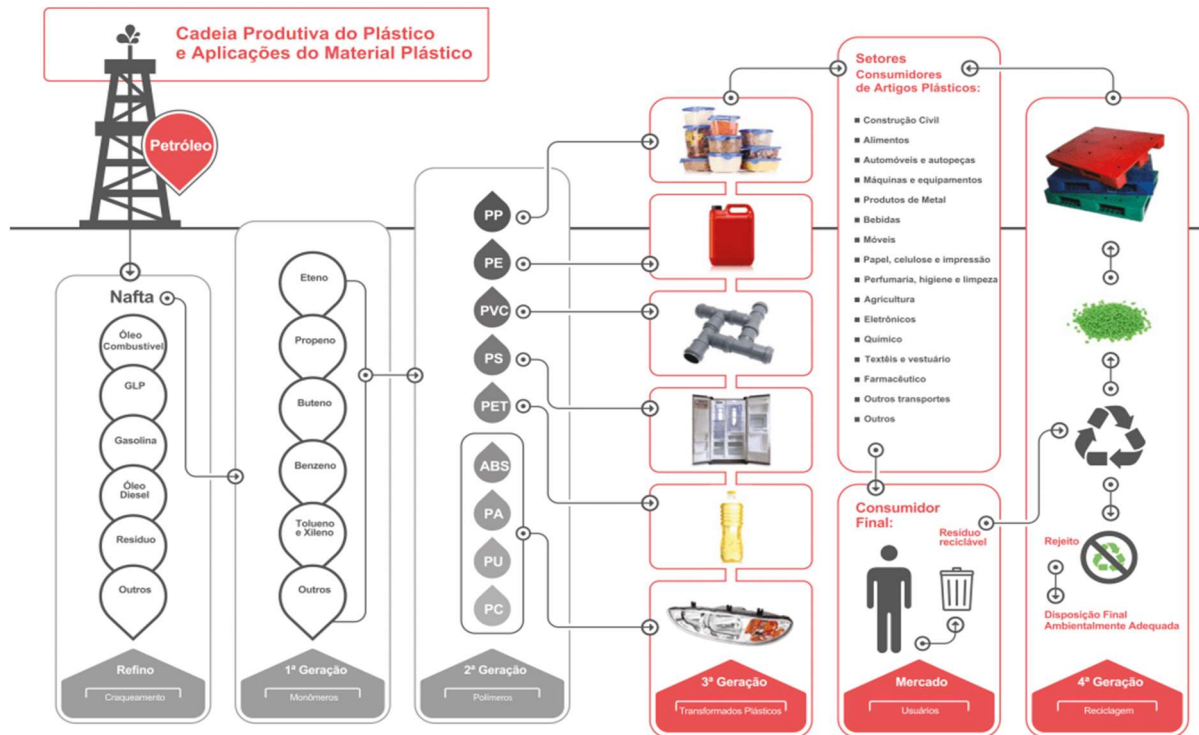 Cadeia Produtiva do Plástico
e Aplicações do Material Plástico
Petróleo
Nafta
Óleo
Combustível
GLP
Gasolina
Óleo
Diesel
Resíduo
Outros
Refino
Craqueamento
Eteno
Propeno
Buteno
Benzeno
Tolueno
e Xileno
Outros
1ª Geração
Monômeros
PP
PE
PVC
PS
PET
ABS
PA
PU
PC
2ª Geração
Polímeros
3ª Geração
Transformados Plásticos
Setores
Consumidores
de Artigos Plásticos:
Construção Civil
Alimentos
Automóveis e autopeças
Máquinas e equipamentos
Produtos de Metal
Bebidas
Móveis
Papel, celulose e impressão
Perfumaria, higiene e limpeza
Agricultura
Eletrônicos
Químico
Textêis e vestuário
Farmacêutico
Outros transportes
Outros
Consumidor
Final:
Resíduo
reciclável
Mercado
Usuários
Rejeito
Disposição Final
Ambientalmente Adequada
4ª Geração
Reciclagem